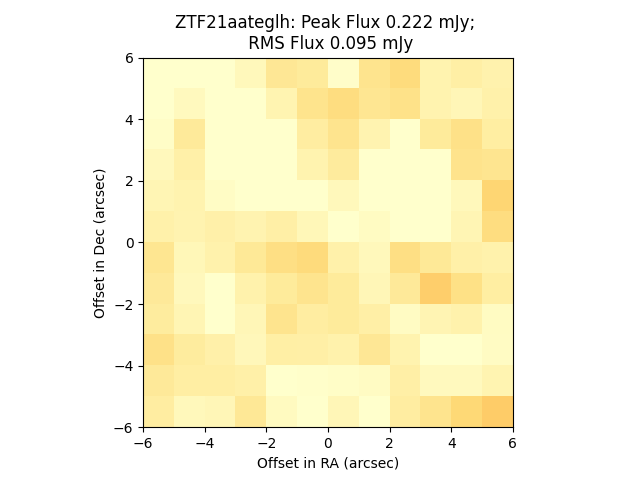 ZTF21aateglh: Peak Flux 0.222 mJy;
RMS Flux 0.095 mJy
6
4
2
0
−2
−4
−6
Offset in Dec (arcsec)
−6 −4 −2 0 2 4 6
Offset in RA (arcsec)